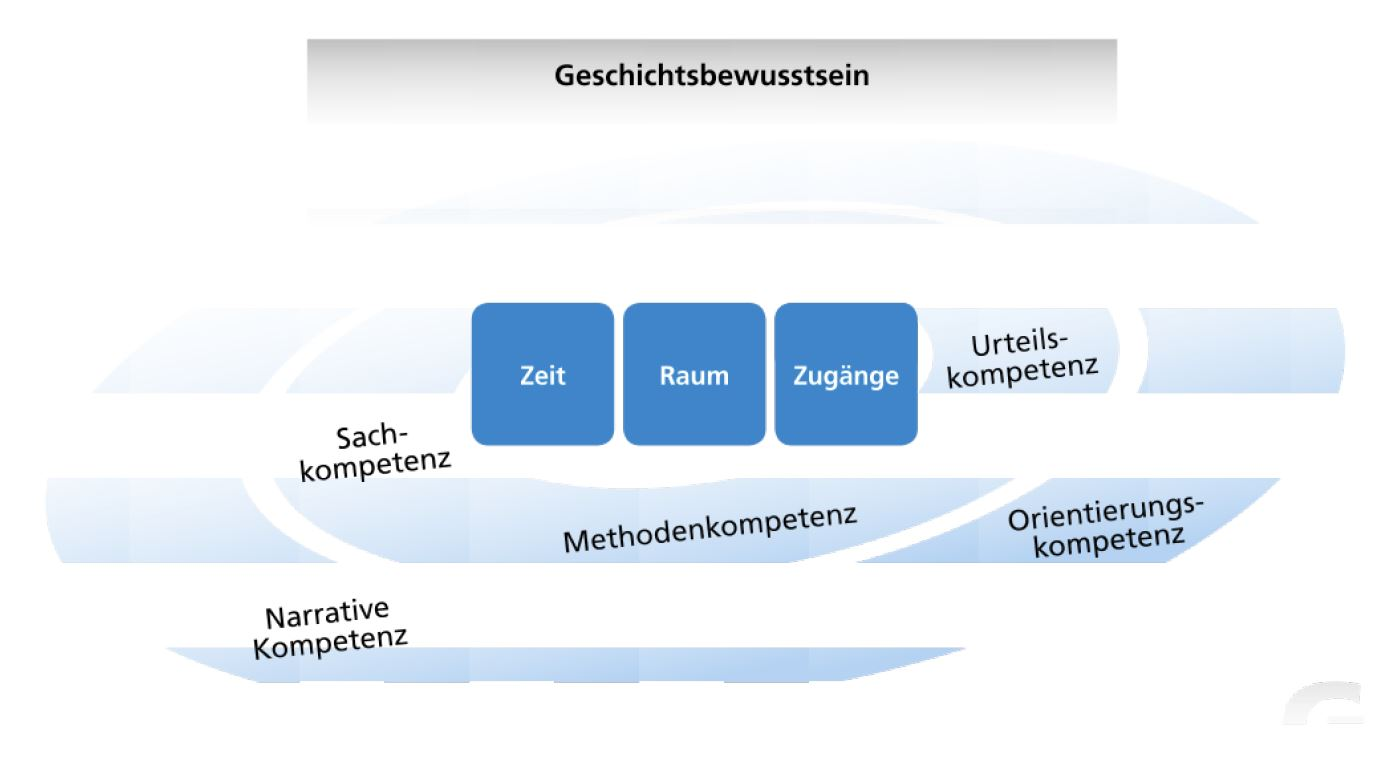 Geschichtsbewusstsein
Zeit
Raum
Zugänge
Urteils-
kompetenz
Sach-
kompetenz
Methodenkompetenz
Orientierungs-
kompetenz
Narrative
Kompetenz